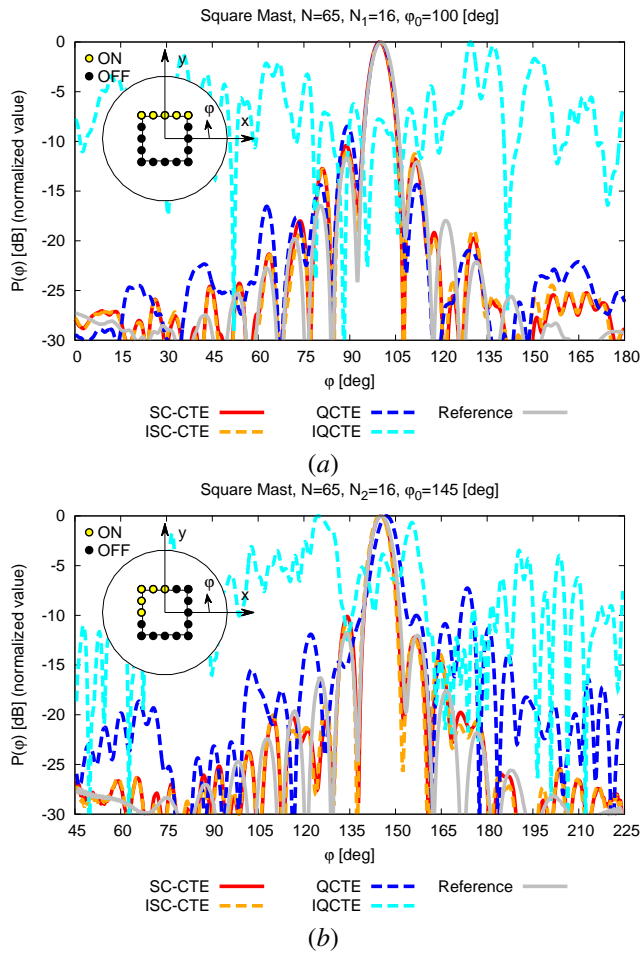 Square Mast, N=65, N₁=16, φ₀=100 [deg]
P(φ) [dB] (normalized value)
0
-5
-10
-15
-20
-25
-30
ON
OFF
y
φ
x
0 15 30 45 60 75 90 105 120 135 150 165 180
φ [deg]
SC-CTE QCTE Reference
ISC-CTE IQCTE
(a)
Square Mast, N=65, N₂=16, φ₀=145 [deg]
P(φ) [dB] (normalized value)
0
-5
-10
-15
-20
-25
-30
ON
OFF
y
φ
x
45 60 75 90 105 120 135 150 165 180 195 210 225
φ [deg]
SC-CTE QCTE Reference
ISC-CTE IQCTE
(b)